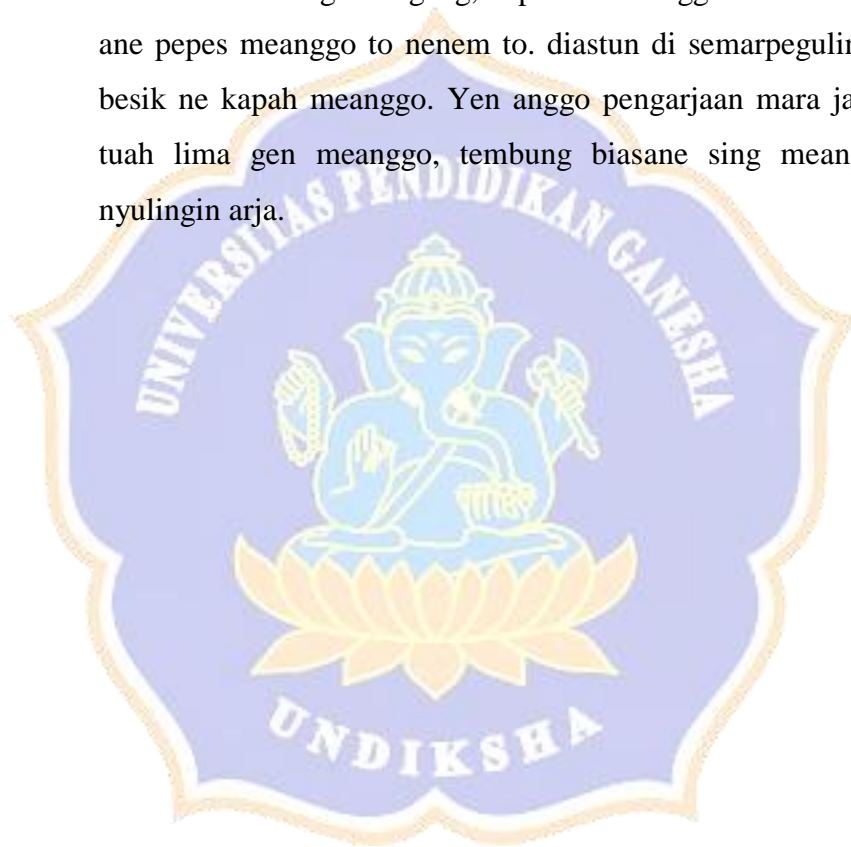 ane pepes meanggo to nenem to. diastun di semarpegulin
besik ne kapah meanggo. Yen anggo pengarjaan mara ja
tuah lima gen meanggo, tembung biasane sing mean
nyulingin arja.
UNIVERSITAS PENDIDIKAN GANESHA
UNDIKSHA